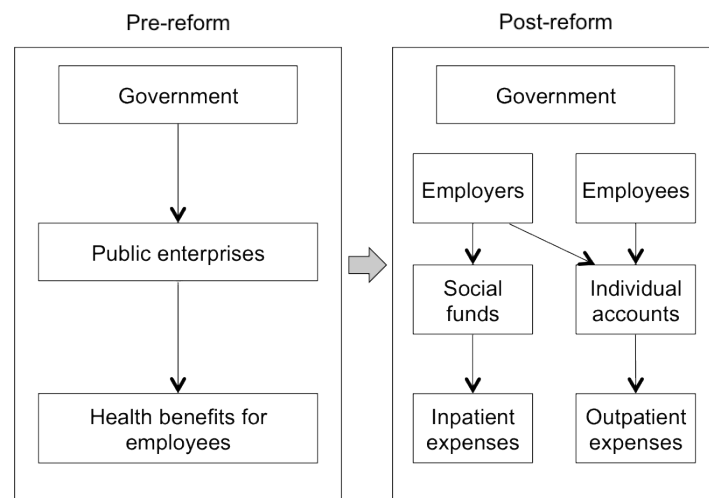 Pre-reform
Government
Public enterprises
Health benefits for
employees
Post-reform
Government
Employers
Employees
Social
funds
Individual
accounts
Inpatient
expenses
Outpatient
expenses